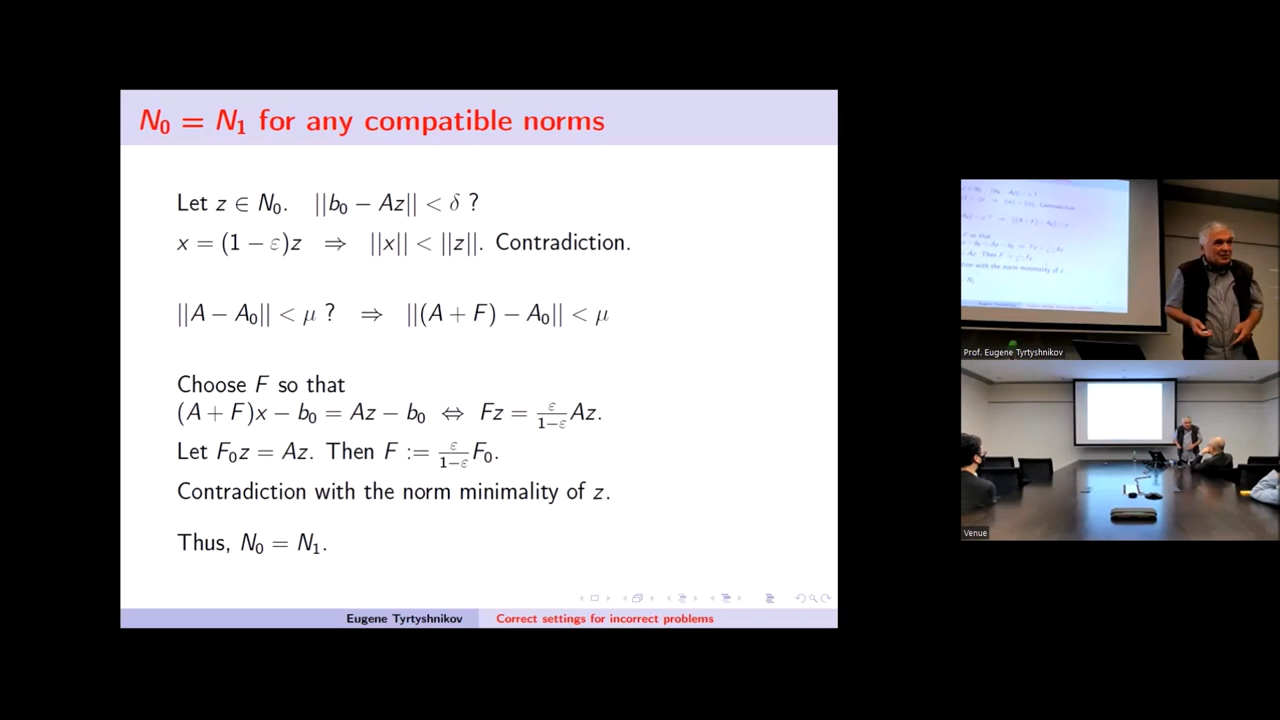 N₀ = N₁ for any compatible norms
Let z ∈ N₀. ||b₀ − Az|| < δ ?
x = (1 − ε)z ⇒ ||x|| < ||z||. Contradiction.
||A − A₀|| < μ ? ⇒ ||(A + F) − A₀|| < μ
Choose F so that
(A + F)x − b₀ = Az − b₀ ⇔ Fz = ε/(1−ε) Az.
Let F₀z = Az. Then F := ε/(1−ε) F₀.
Contradiction with the norm minimality of z.
Thus, N₀ = N₁.
Eugene Tyrtyshnikov
Correct settings for incorrect problems
Prof. Eugene Tyrtyshnikov
Venue